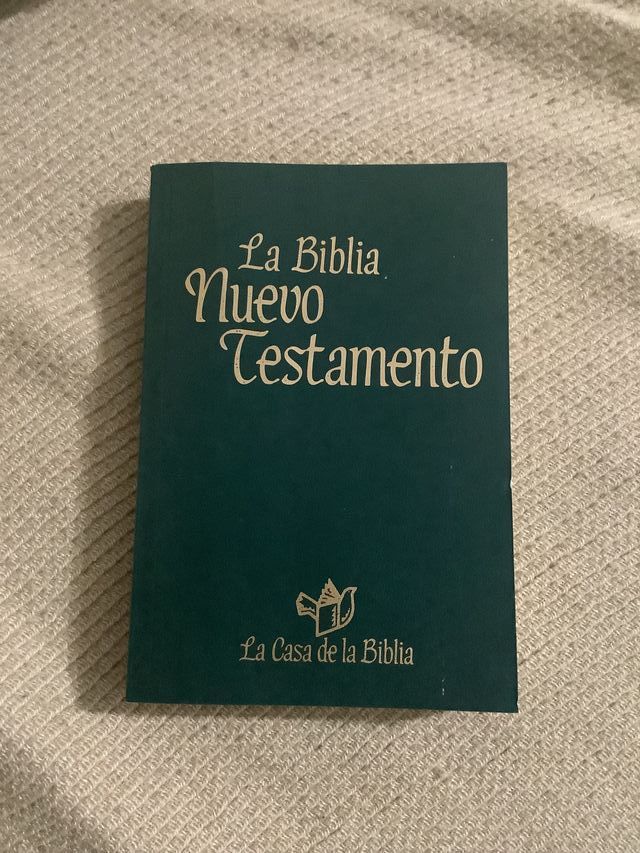 La Biblia
Nuevo
Testamento
La Casa de la Biblia